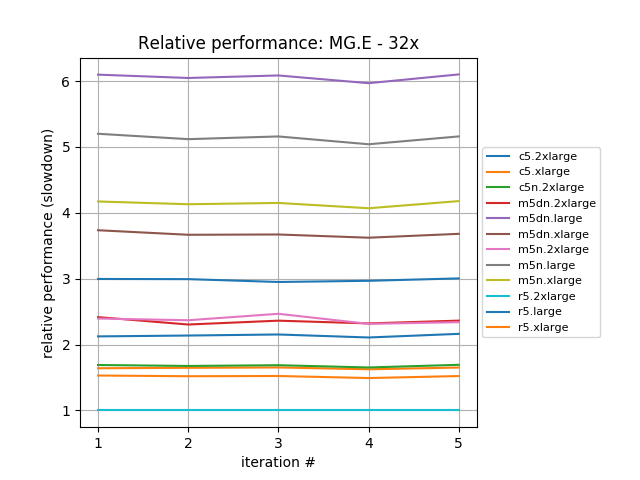 Relative performance: MG.E - 32x
relative performance (slowdown)
6
5
4
3
2
1
1 2 3 4 5
iteration #
c5.2xlarge
c5.xlarge
c5n.2xlarge
m5dn.2xlarge
m5dn.large
m5dn.xlarge
m5n.2xlarge
m5n.large
m5n.xlarge
r5.2xlarge
r5.large
r5.xlarge